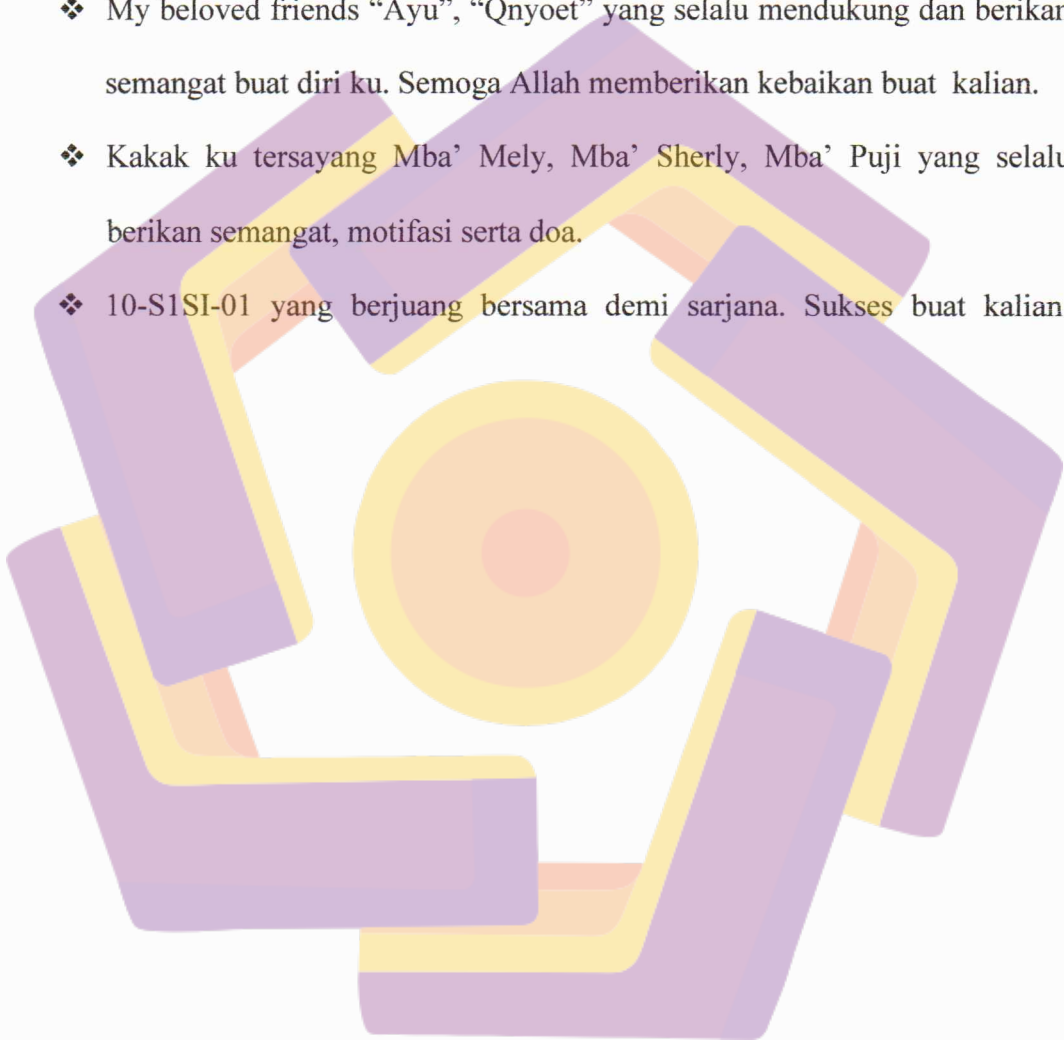 ❖ My beloved friends “Ayu”, “Qnyoet” yang selalu mendukung dan berikan
semangat buat diri ku. Semoga Allah memberikan kebaikan buat kalian.
❖ Kakak ku tersayang Mba’ Mely, Mba’ Sherly, Mba’ Puji yang selalu
berikan semangat, motifasi serta doa.
❖ 10-S1SI-01 yang berjuang bersama demi sarjana. Sukses buat kalian